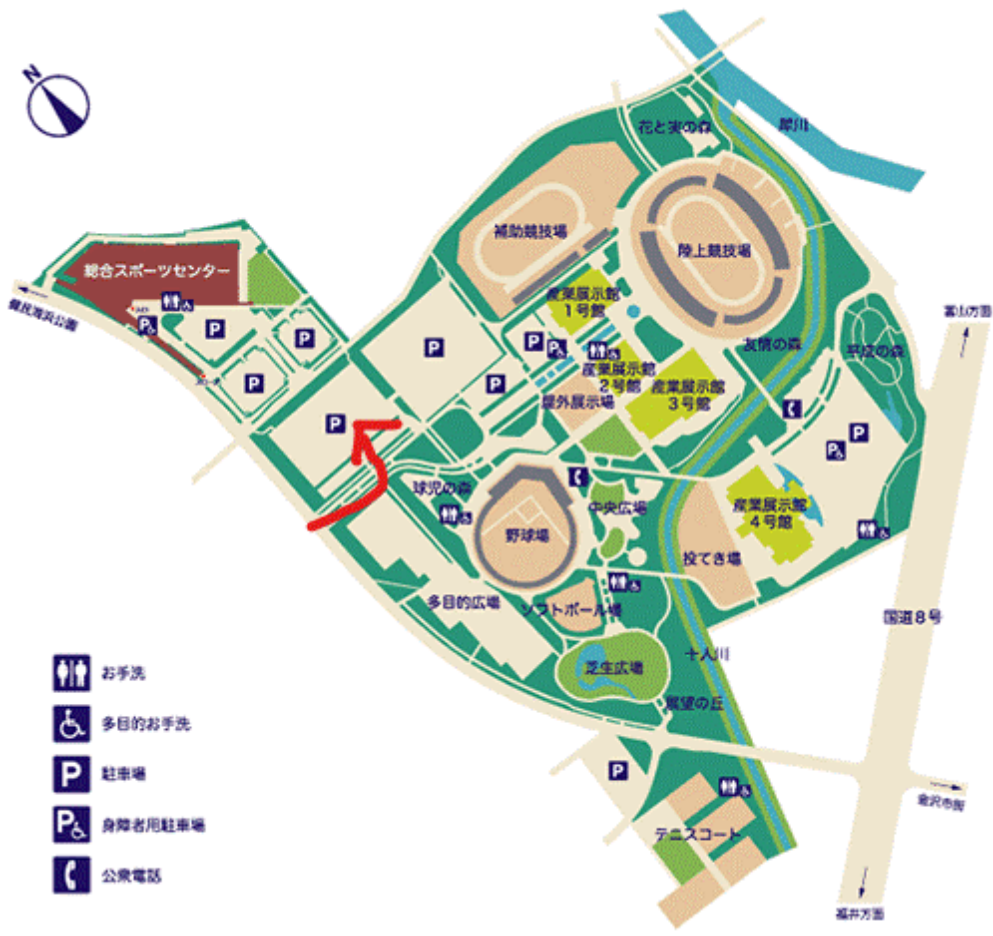 N
犀川
花と実の森
補助競技場
陸上競技場
総合スポーツセンター
健民海浜公園
産業展示館
1号館
富山方面
友情の森
平成の森
産業展示館
2号館
産業展示館
3号館
屋外展示場
P
P
P
P
P
P
P
P
P
P
P
球児の森
中央広場
産業展示館
4号館
野球場
投てき場
多目的広場
ソフトボール場
国道8号
十人川
芝生広場
展望の丘
P
テニスコート
金沢市街
福井方面
お手洗
多目的お手洗
P 駐車場
P 身障者用駐車場
公衆電話